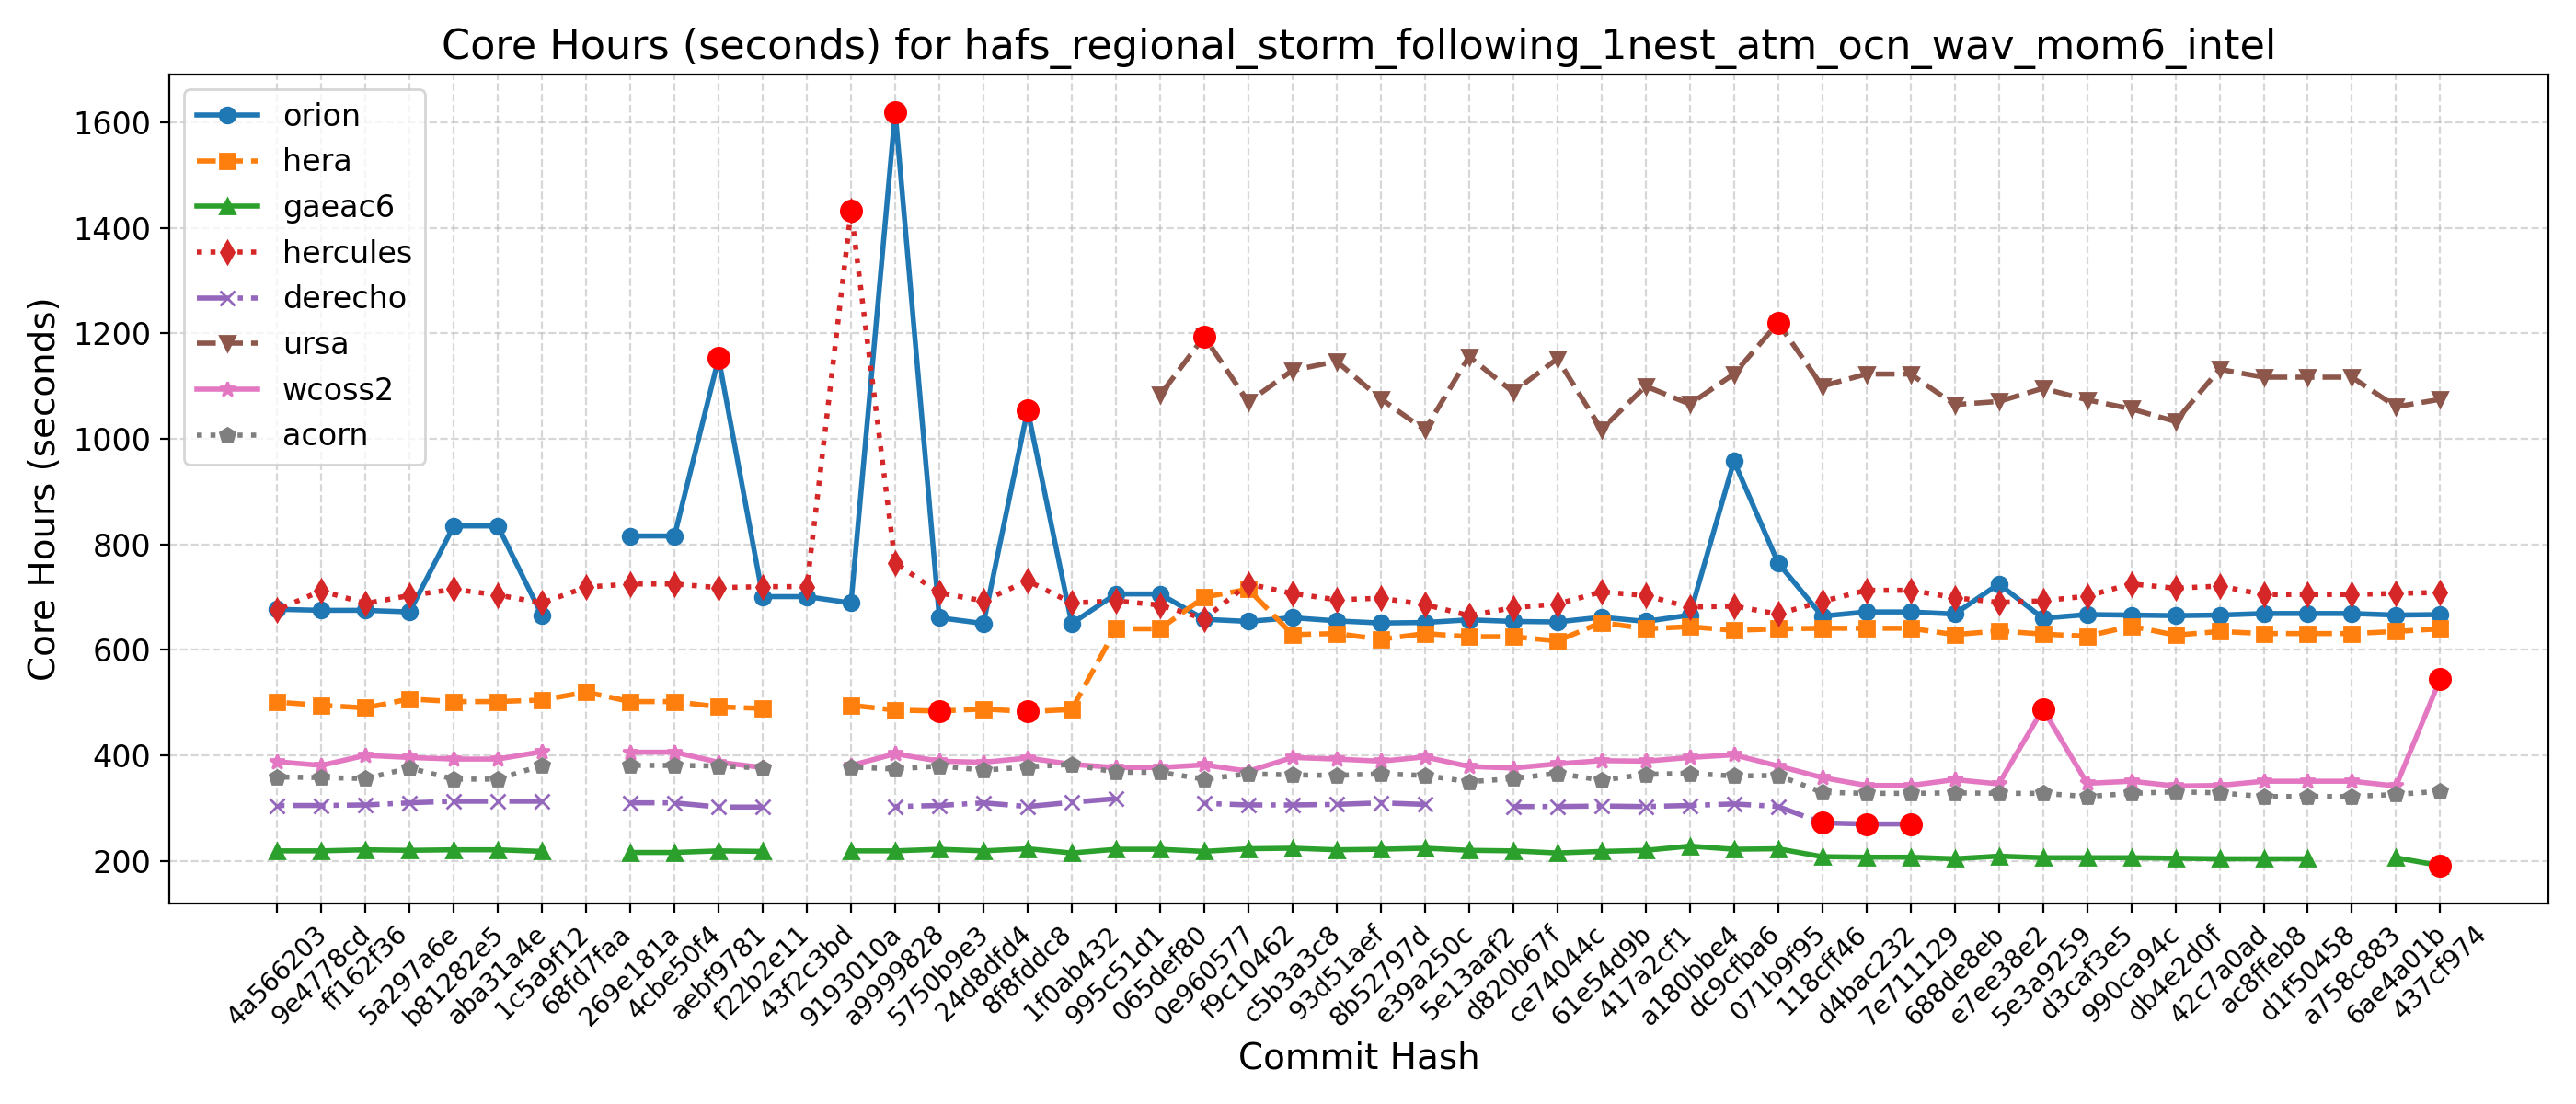 Core Hours (seconds) for hafs_regional_storm_following_1nest_atm_ocn_wav_mom6_intel
Core Hours (seconds)
1600
1400
1200
1000
800
600
400
200
orion
hera
gaeac6
hercules
derecho
ursa
wcoss2
acorn
4a566203
9e4778cd
ff162f36
5a297a6e
b81282e5
aba31a4e
1c5a9f12
68fd7faa
269e181a
4cbe50f4
aebf9781
f22b2e11
43f2c3bd
9193010a
a9999828
5750b9e3
24d8dfd4
8f8fddc8
1f0ab432
995c51d1
065def80
0e960577
f9c10462
c5b3a3c8
93d51aef
8b52797d
e39a250c
5e13aaf2
d820b67f
ce74044c
61e54d9b
417a2cf1
a180bbe4
dc9cfba6
071b9f95
118cff46
d4bac232
7e711129
688de8eb
e7ee38e2
5e3a9259
d3caf3e5
990ca94c
db4e2d0f
42c7a0ad
ac8ffeb8
d1f50458
a758c883
6ae4a01b
437cf974
Commit Hash